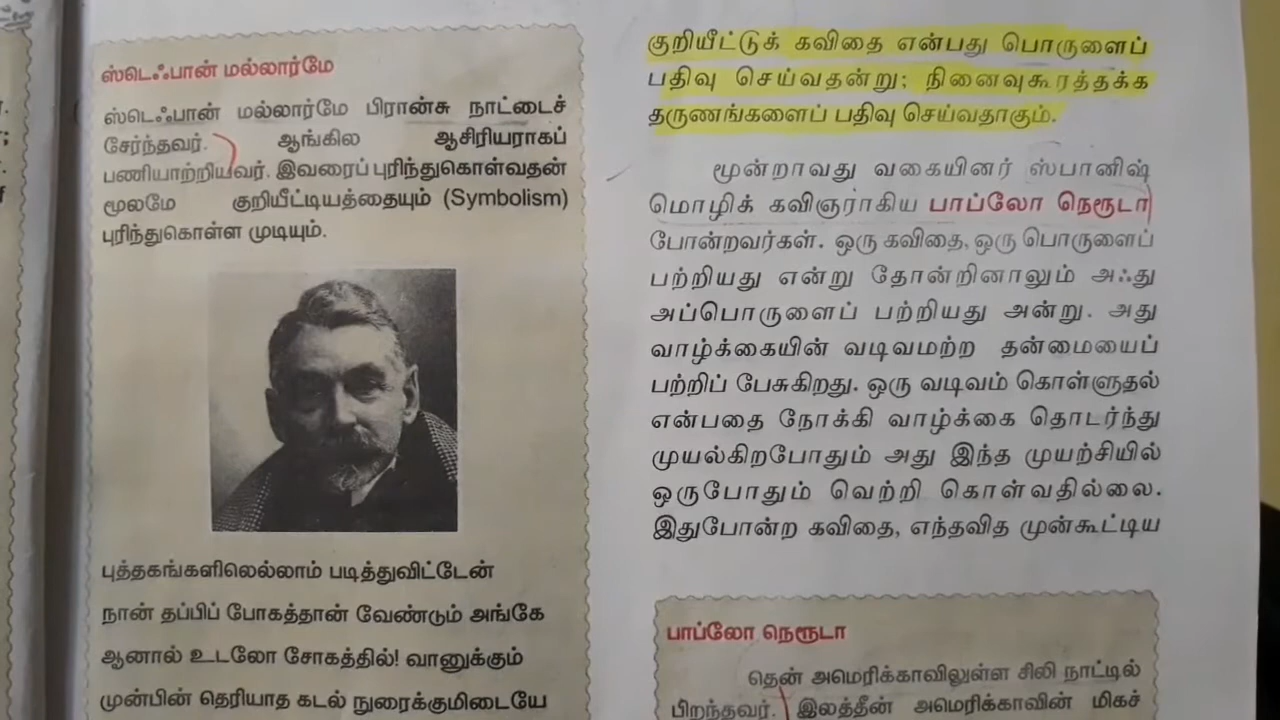 ஸ்டெஃபான் மல்லார்மே
ஸ்டெஃபான் மல்லார்மே பிரான்சு நாட்டைச்
சேர்ந்தவர். ஆங்கில ஆசிரியராகப்
பணியாற்றியவர். இவரைப் புரிந்துகொள்வதன்
மூலமே குறியீட்டியத்தையும் (Symbolism)
புரிந்துகொள்ள முடியும்.
புத்தகங்களிலெல்லாம் படித்துவிட்டேன்
நான் தப்பிப் போகத்தான் வேண்டும் அங்கே
ஆனால் உடலோ சோகத்தில்! வானுக்கும்
முன்பின் தெரியாத கடல் நுரைக்குமிடையே
குறியீட்டுக் கவிதை என்பது பொருளைப்
பதிவு செய்வதன்று; நினைவுகூரத்தக்க
தருணங்களைப் பதிவு செய்வதாகும்.
மூன்றாவது வகையினர் ஸ்பானிஷ்
மொழிக் கவிஞராகிய பாப்லோ நெரூடா
போன்றவர்கள். ஒரு கவிதை, ஒரு பொருளைப்
பற்றியது என்று தோன்றினாலும் அஃது
அப்பொருளைப் பற்றியது அன்று. அது
வாழ்க்கையின் வடிவமற்ற தன்மையைப்
பற்றிப் பேசுகிறது. ஒரு வடிவம் கொள்ளுதல்
என்பதை நோக்கி வாழ்க்கை தொடர்ந்து
முயல்கிறபோதும் அது இந்த முயற்சியில்
ஒருபோதும் வெற்றி கொள்வதில்லை.
இதுபோன்ற கவிதை, எந்தவித முன்கூட்டிய
பாப்லோ நெரூடா
தென் அமெரிக்காவிலுள்ள சிலி நாட்டில்
பிறந்தவர். இலத்தீன் அமெரிக்காவின் மிகச்